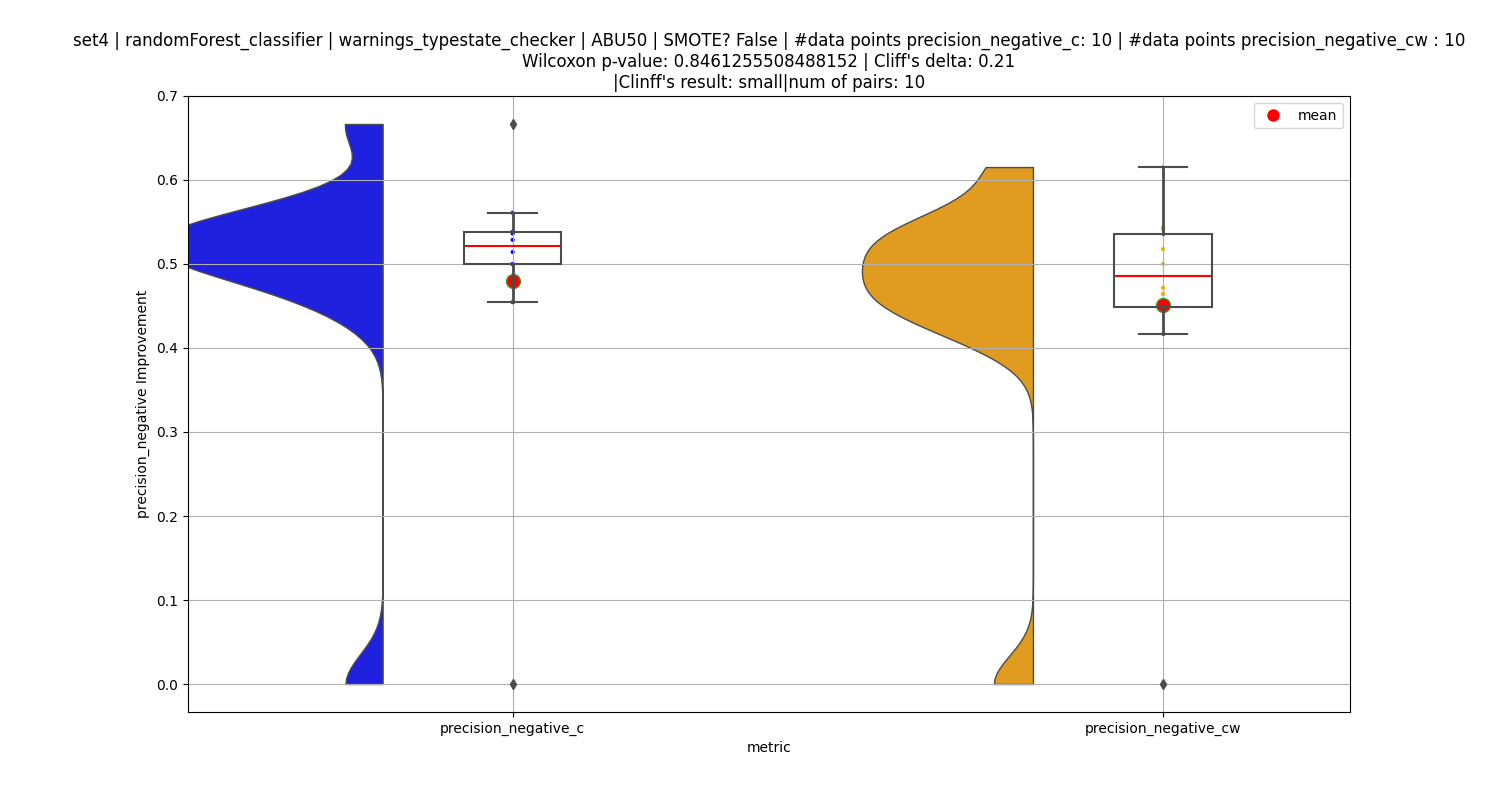 set4 | randomForest_classifier | warnings_typestate_checker | ABU50 | SMOTE? False | #data points precision_negative_c: 10 | #data points precision_negative_cw : 10
Wilcoxon p-value: 0.8461255508488152 | Cliff's delta: 0.21
|Clinff's result: small|num of pairs: 10
mean
0.7
0.6
0.5
0.4
0.3
0.2
0.1
0.0
precision_negative Improvement
precision_negative_c
precision_negative_cw
metric